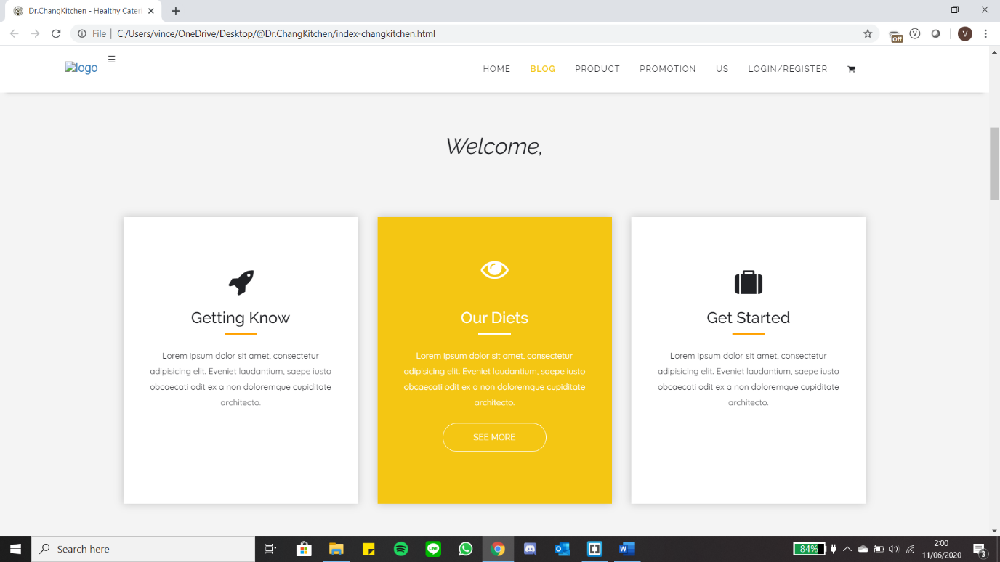 Dr.ChangKitchen - Healthy Cater
File
C:/Users/vince/OneDrive/Desktop/@Dr.ChangKitchen/index-changkitchen.html
Off
V
V
logo
HOME
BLOG
PRODUCT
PROMOTION
US
LOGIN/REGISTER
Welcome,
Getting Know
Lorem ipsum dolor sit amet, consectetur
adipisicing elit. Eveniet laudantium, saepe iusto
obcaecati odit ex a non doloremque cupiditate
architecto.
Our Diets
Lorem ipsum dolor sit amet, consectetur
adipisicing elit. Eveniet laudantium, saepe iusto
obcaecati odit ex a non doloremque cupiditate
architecto.
SEE MORE
Get Started
Lorem ipsum dolor sit amet, consectetur
adipisicing elit. Eveniet laudantium, saepe iusto
obcaecati odit ex a non doloremque cupiditate
architecto.
Search here
LINE
W
84%
2:00
11/06/2020
3